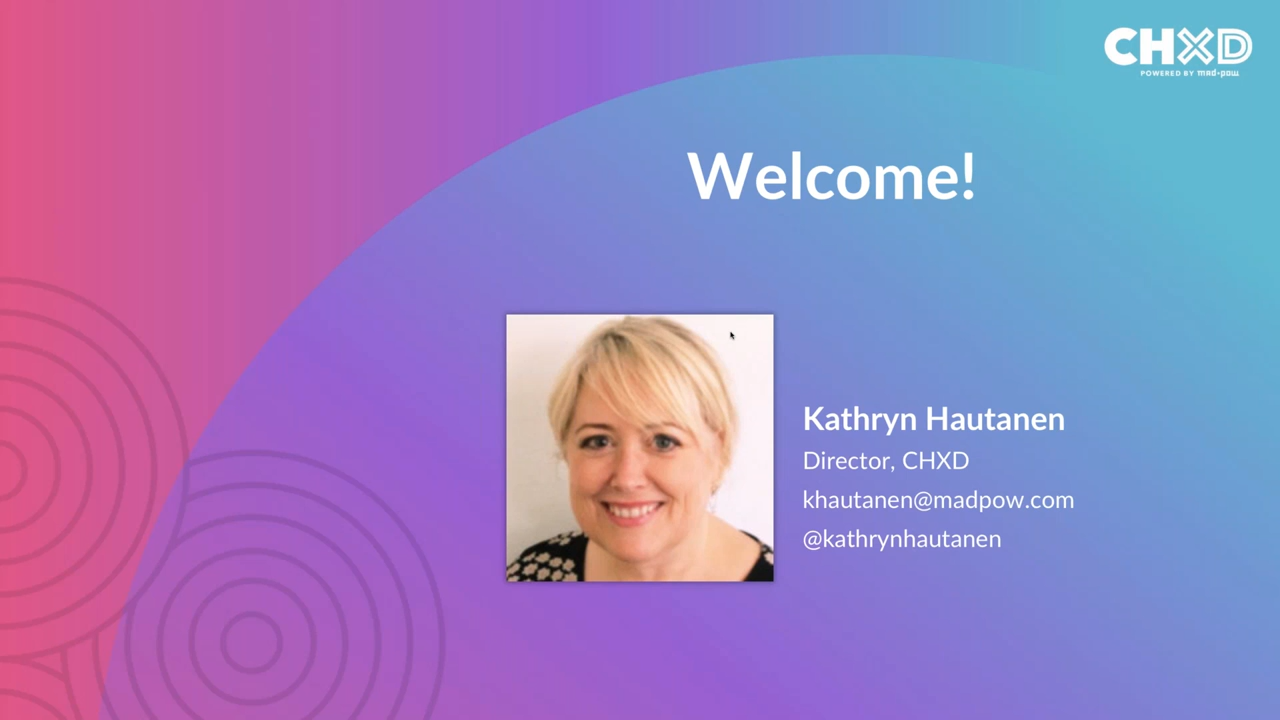 CHXD
POWERED BY mad*pow
Welcome!
Kathryn Hautanen
Director, CHXD
khautanen@madpow.com
@kathrynhautanen